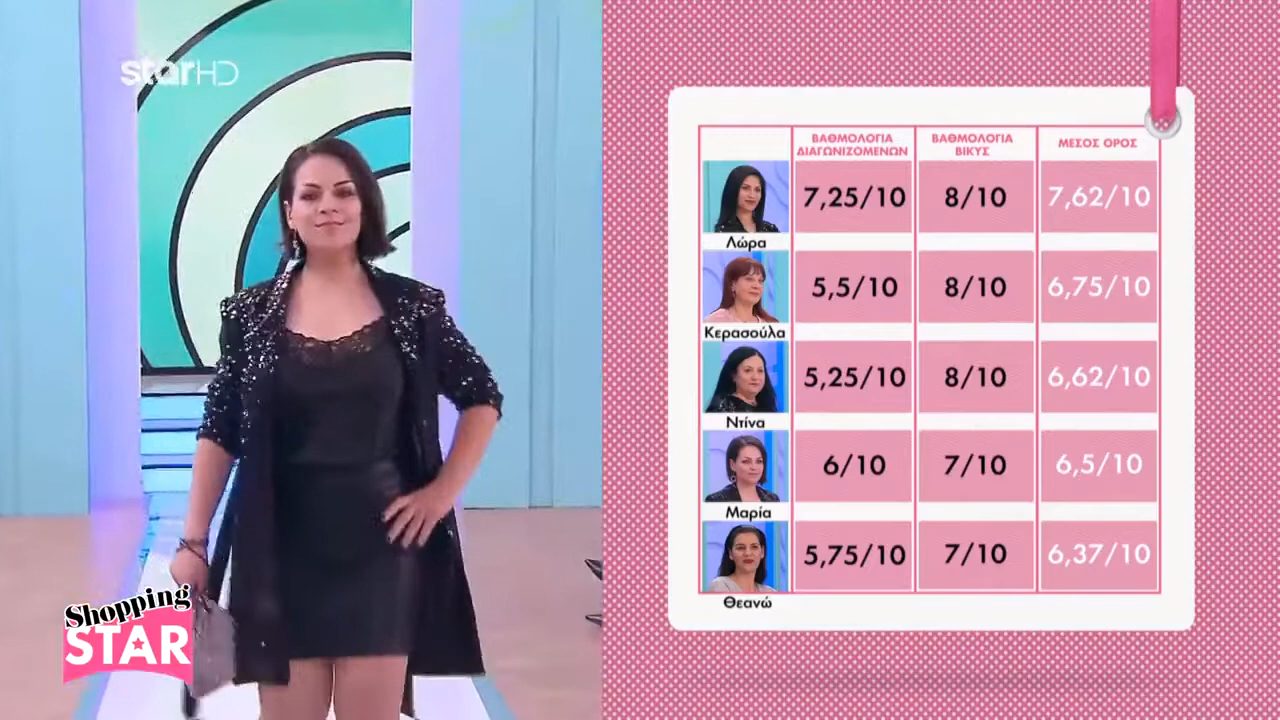 starHD
ΒΑΘΜΟΛΟΓΙΑ
ΔΙΑΓΩΝΙΖΟΜΕΝΩΝ
ΒΑΘΜΟΛΟΓΙΑ
ΒΙΚΥΣ
ΜΕΣΟΣ ΟΡΟΣ
7,25/10 8/10 7,62/10
Λώρα
5,5/10 8/10 6,75/10
Κερασούλα
5,25/10 8/10 6,62/10
Ντίνα
6/10 7/10 6,5/10
Μαρία
5,75/10 7/10 6,37/10
Θεανώ
Shopping
STAR